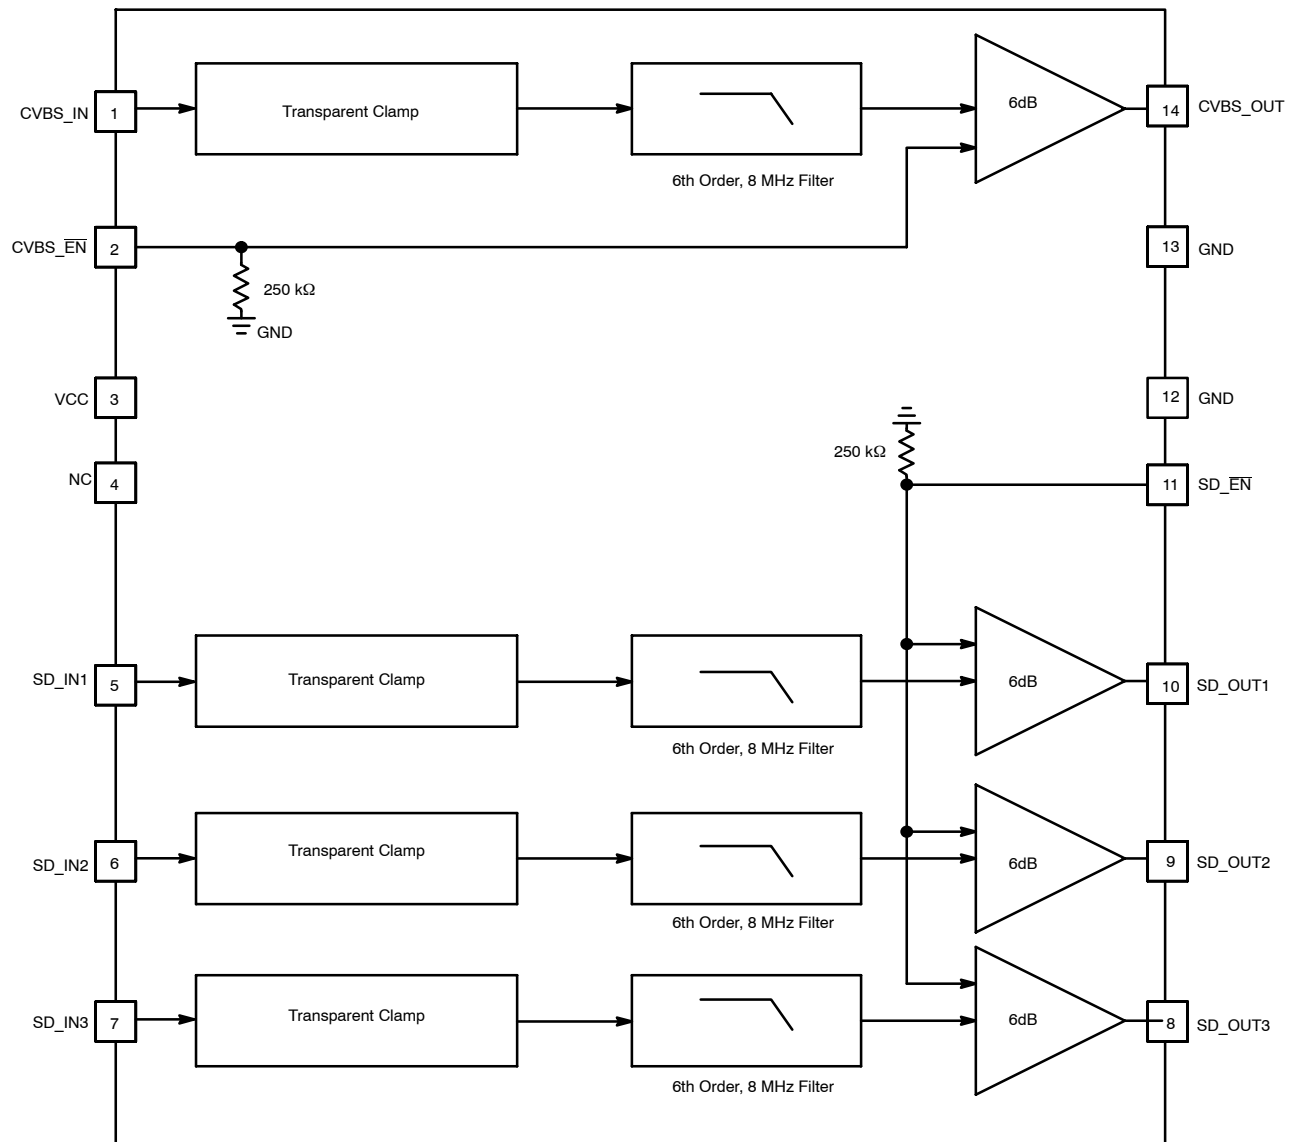 CVBS_IN
1
Transparent Clamp
6dB
14
CVBS_OUT
6th Order, 8 MHz Filter
CVBS_E̅N̅
2
13
GND
250 kΩ
GND
VCC
3
12
GND
NC
4
250 kΩ
11
SD_E̅N̅
SD_IN1
5
Transparent Clamp
6dB
10
SD_OUT1
6th Order, 8 MHz Filter
SD_IN2
6
Transparent Clamp
6dB
9
SD_OUT2
6th Order, 8 MHz Filter
SD_IN3
7
Transparent Clamp
6dB
8
SD_OUT3
6th Order, 8 MHz Filter